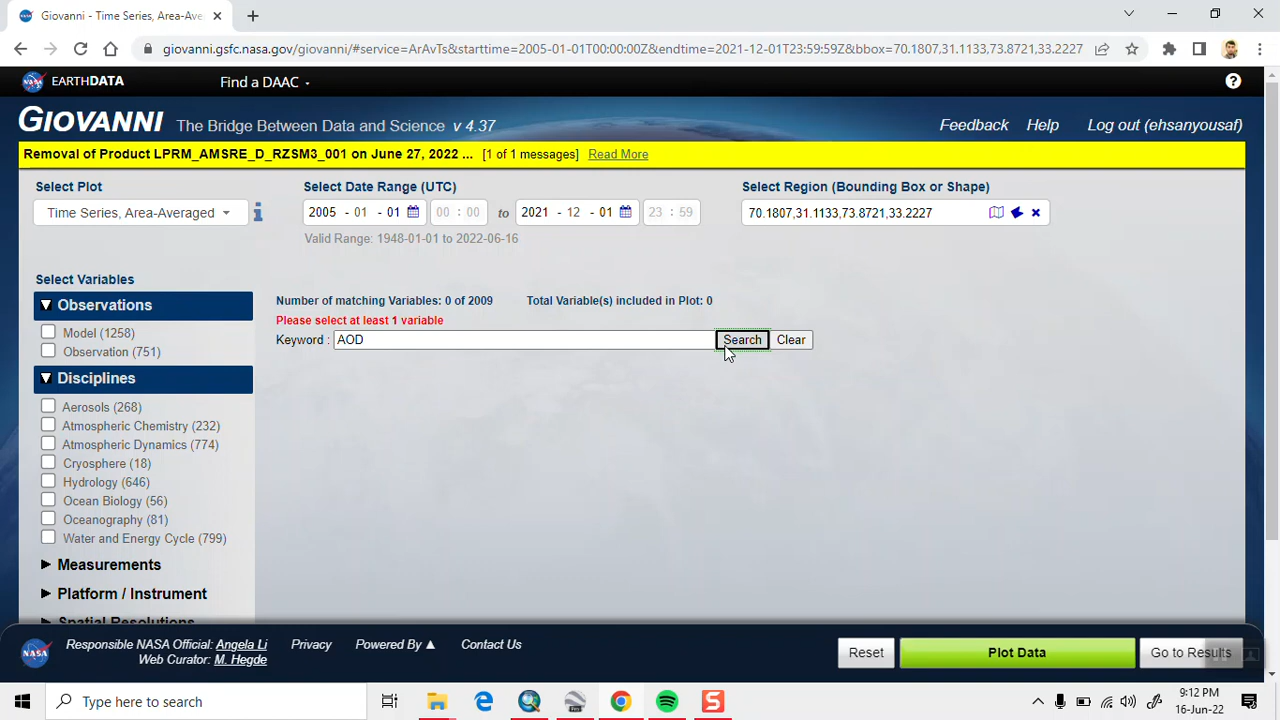 Giovanni - Time Series, Area-Ave
giovanni.gsfc.nasa.gov/giovanni/#service=ArAvTs&starttime=2005-01-01T00:00:00Z&endtime=2021-12-01T23:59:59Z&bbox=70.1807,31.1133,73.8721,33.2227
EARTHDATA
Find a DAAC
GIOVANNI The Bridge Between Data and Science v 4.37
Feedback Help Log out (ehsanyousaf)
Removal of Product LPRM_AMSRE_D_RZSM3_001 on June 27, 2022 ... [1 of 1 messages] Read More
Select Plot
Select Date Range (UTC)
Select Region (Bounding Box or Shape)
Time Series, Area-Averaged
2005 - 01 - 01 00 : 00 to 2021 - 12 - 01 23 : 59
70.1807,31.1133,73.8721,33.2227
Valid Range: 1948-01-01 to 2022-06-16
Select Variables
Number of matching Variables: 0 of 2009 Total Variable(s) included in Plot: 0
Please select at least 1 variable
Keyword : AOD Search Clear
Observations
Model (1258)
Observation (751)
Disciplines
Aerosols (268)
Atmospheric Chemistry (232)
Atmospheric Dynamics (774)
Cryosphere (18)
Hydrology (646)
Ocean Biology (56)
Oceanography (81)
Water and Energy Cycle (799)
Measurements
Platform / Instrument
Spatial Resolutions
NASA
Responsible NASA Official: Angela Li
Web Curator: M. Hegde
Privacy Powered By Contact Us
Reset Plot Data Go to Results
Type here to search
9:12 PM
16-Jun-22